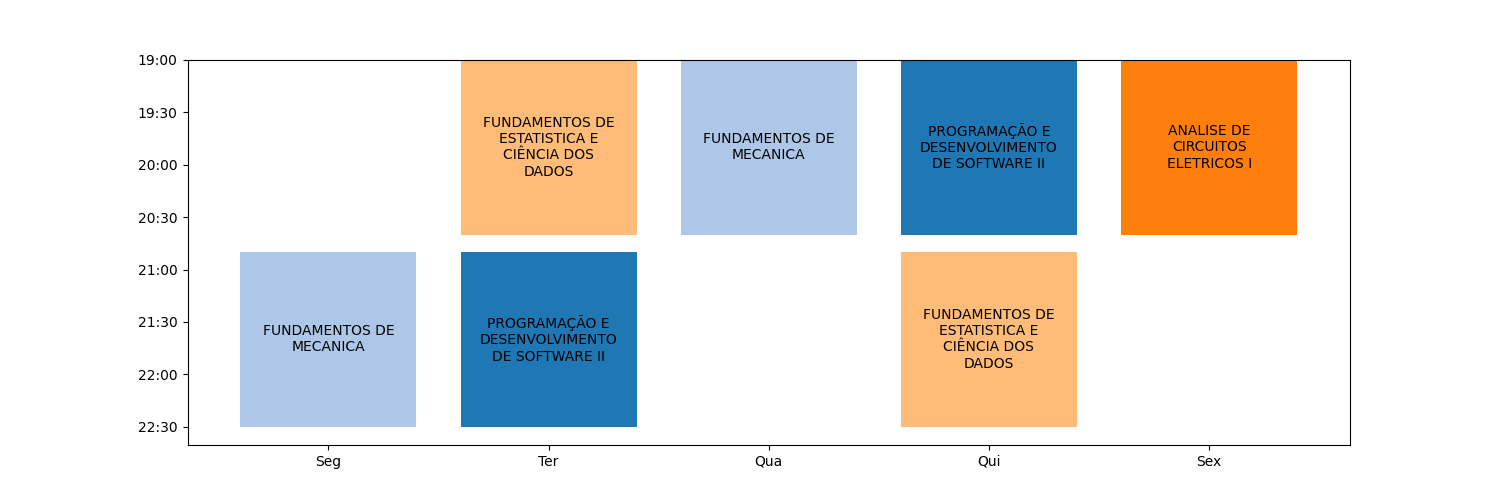 19:00
19:30
20:00
20:30
21:00
21:30
22:00
22:30
FUNDAMENTOS DE
ESTATISTICA E
CIÊNCIA DOS
DADOS
FUNDAMENTOS DE
MECANICA
PROGRAMAÇÃO E
DESENVOLVIMENTO
DE SOFTWARE II
ANALISE DE
CIRCUITOS
ELETRICOS I
FUNDAMENTOS DE
MECANICA
PROGRAMAÇÃO E
DESENVOLVIMENTO
DE SOFTWARE II
FUNDAMENTOS DE
ESTATISTICA E
CIÊNCIA DOS
DADOS
Seg
Ter
Qua
Qui
Sex